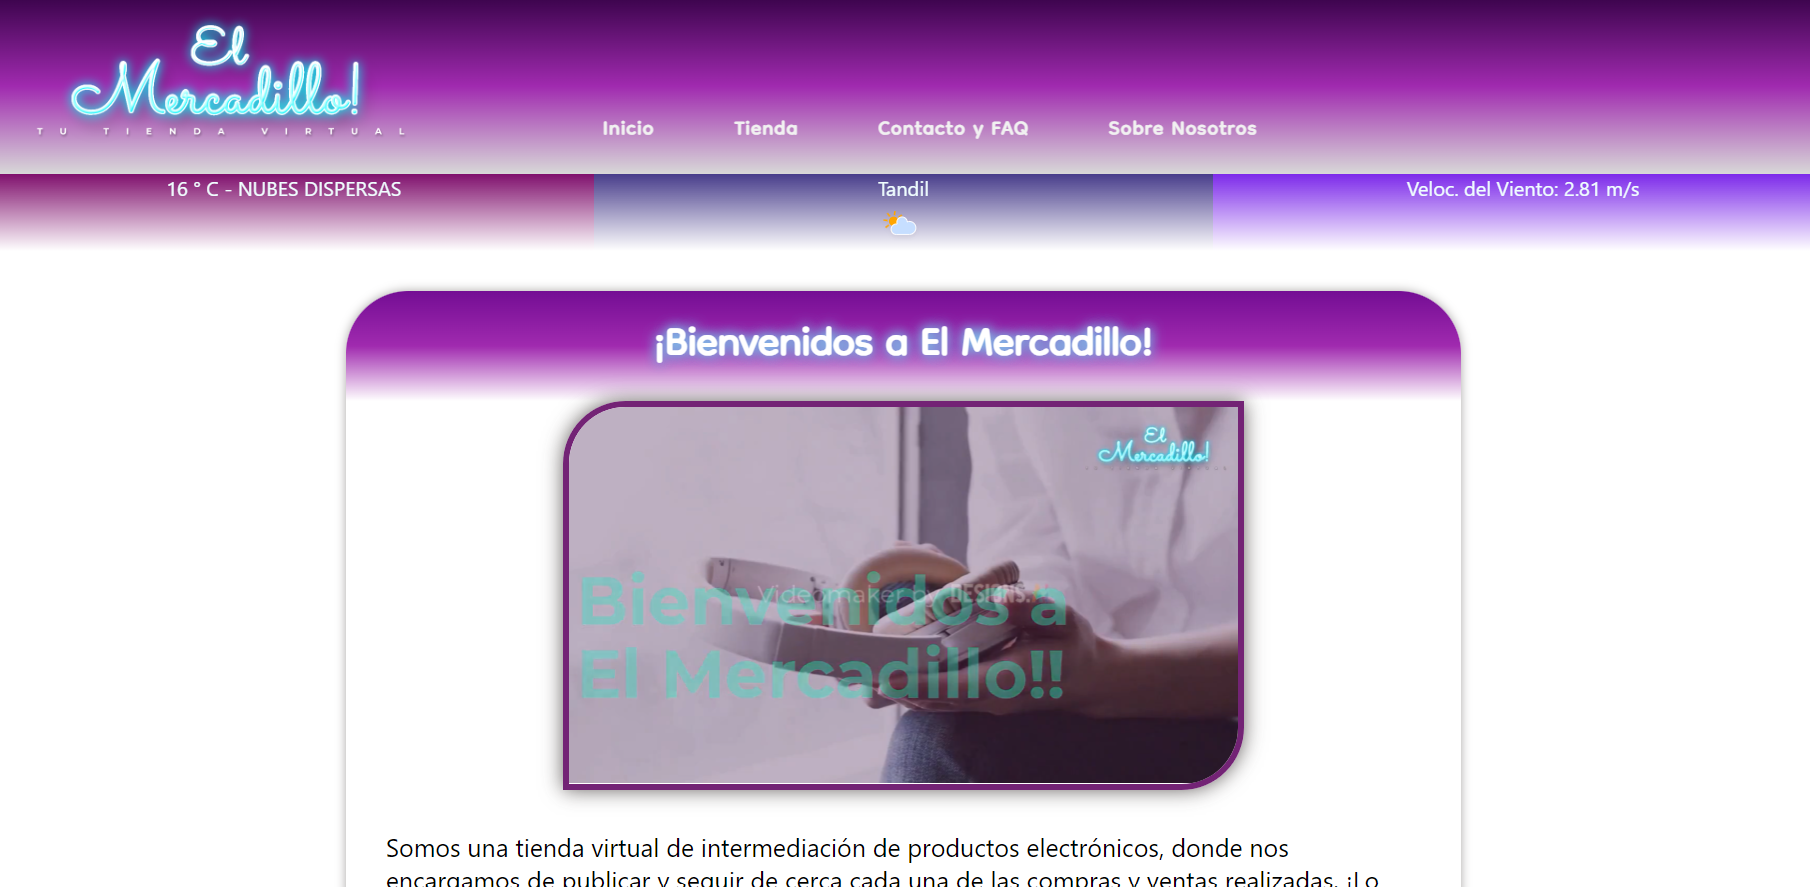 El
Mercadillo!
TU TIENDA VIRTUAL
Inicio
Tienda
Contacto y FAQ
Sobre Nosotros
16 ° C - NUBES DISPERSAS
Tandil
Veloc. del Viento: 2.81 m/s
¡Bienvenidos a El Mercadillo!
El
Mercadillo!
Videomaker by DESIGNS.
Bienvenidos a
El Mercadillo!!
Somos una tienda virtual de intermediación de productos electrónicos, donde nos
encargamos de publicar y seguir de cerca cada una de las compras y ventas realizadas. ¡Lo